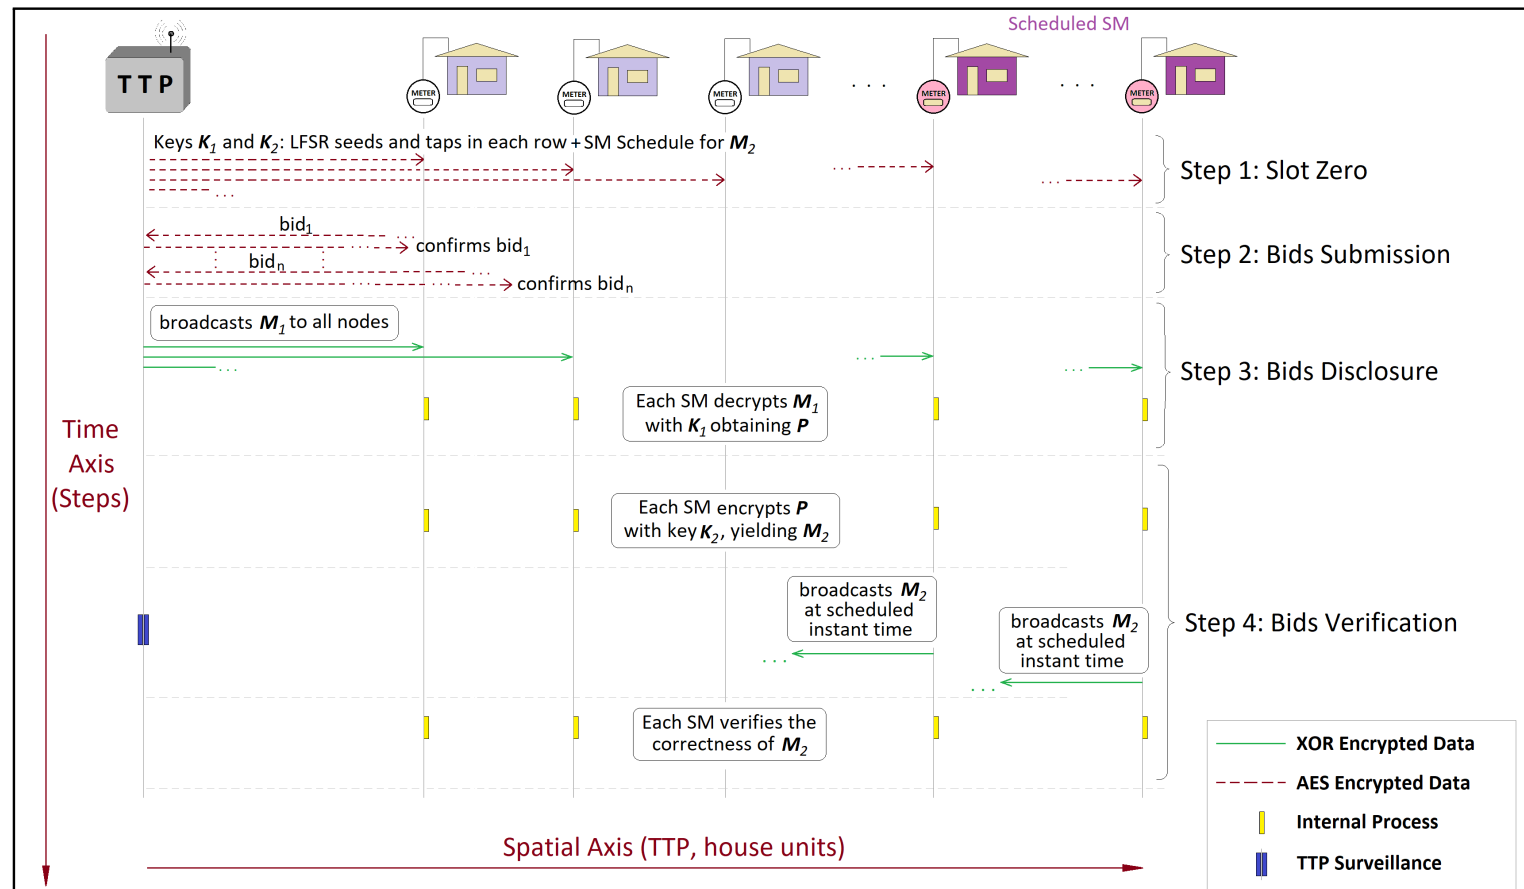 Scheduled SM
TTP
METER
METER
METER
METER
METER
. . .
. . .
Keys K1 and K2: LFSR seeds and taps in each row + SM Schedule for M2
Step 1: Slot Zero
bid1
confirms bid1
bidn
confirms bidn
Step 2: Bids Submission
broadcasts M1 to all nodes
Step 3: Bids Disclosure
Each SM decrypts M1
with K1 obtaining P
Time
Axis
(Steps)
Each SM encrypts P
with key K2, yielding M2
broadcasts M2
at scheduled
instant time
broadcasts M2
at scheduled
instant time
Step 4: Bids Verification
Each SM verifies the
correctness of M2
XOR Encrypted Data
AES Encrypted Data
Internal Process
TTP Surveillance
Spatial Axis (TTP, house units)